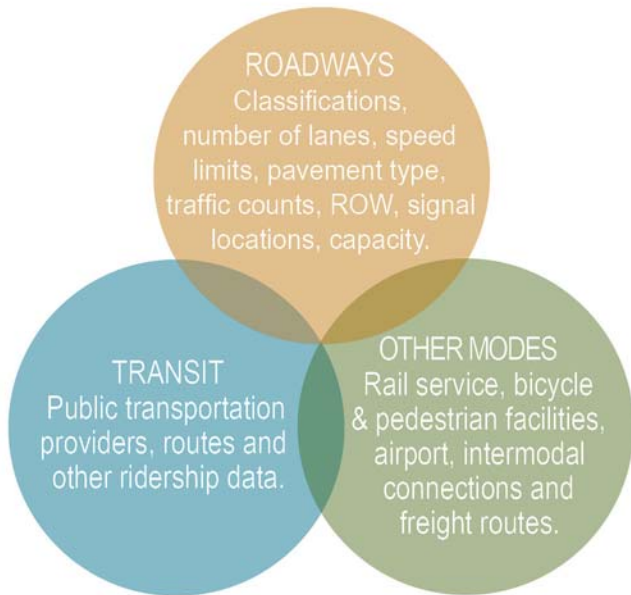 ROADWAYS
Classifications,
number of lanes, speed
limits, pavement type,
traffic counts, ROW, signal
locations, capacity.
TRANSIT
Public transportation
providers, routes and
other ridership data.
OTHER MODES
Rail service, bicycle
& pedestrian facilities,
airport, intermodal
connections and
freight routes.